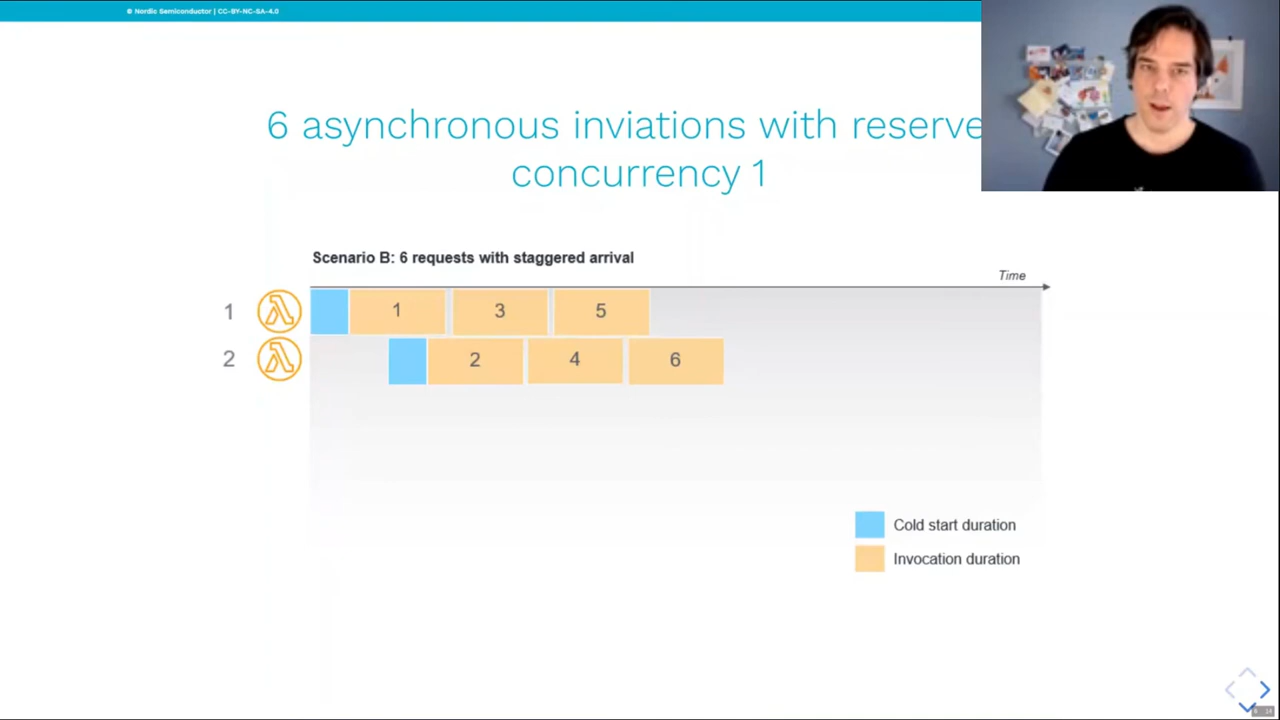 © Nordic Semiconductor | CC-BY-NC-SA-4.0
6 asynchronous inviations with reserve
concurrency 1
Scenario B: 6 requests with staggered arrival
Time
1 1 3 5
2 2 4 6
Cold start duration
Invocation duration